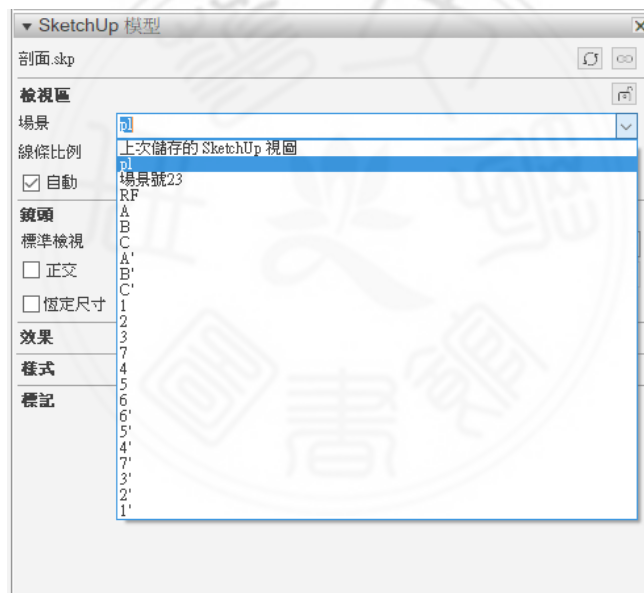 ▼ SketchUp 模型
剖面.skp
檢視區
場景
p1
線條比例
上次儲存的 SketchUp 視圖
p1
自動
場景號23
RF
A
B
C
A'
B'
C'
1
2
3
7
4
5
6
6'
5'
4'
7'
3'
2'
1'
鏡頭
標準檢視
正交
恆定尺寸
效果
樣式
標記